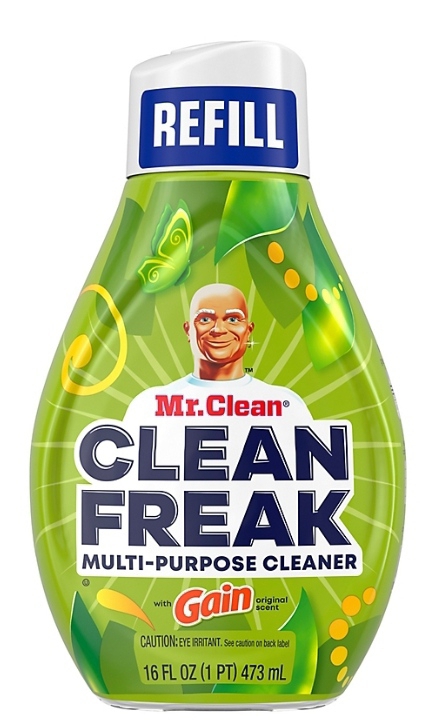 REFILL
™
Mr.Clean®
CLEAN
FREAK
MULTI-PURPOSE CLEANER
with Gain original scent
CAUTION: EYE IRRITANT. See caution on back label
16 FL OZ (1 PT) 473 mL